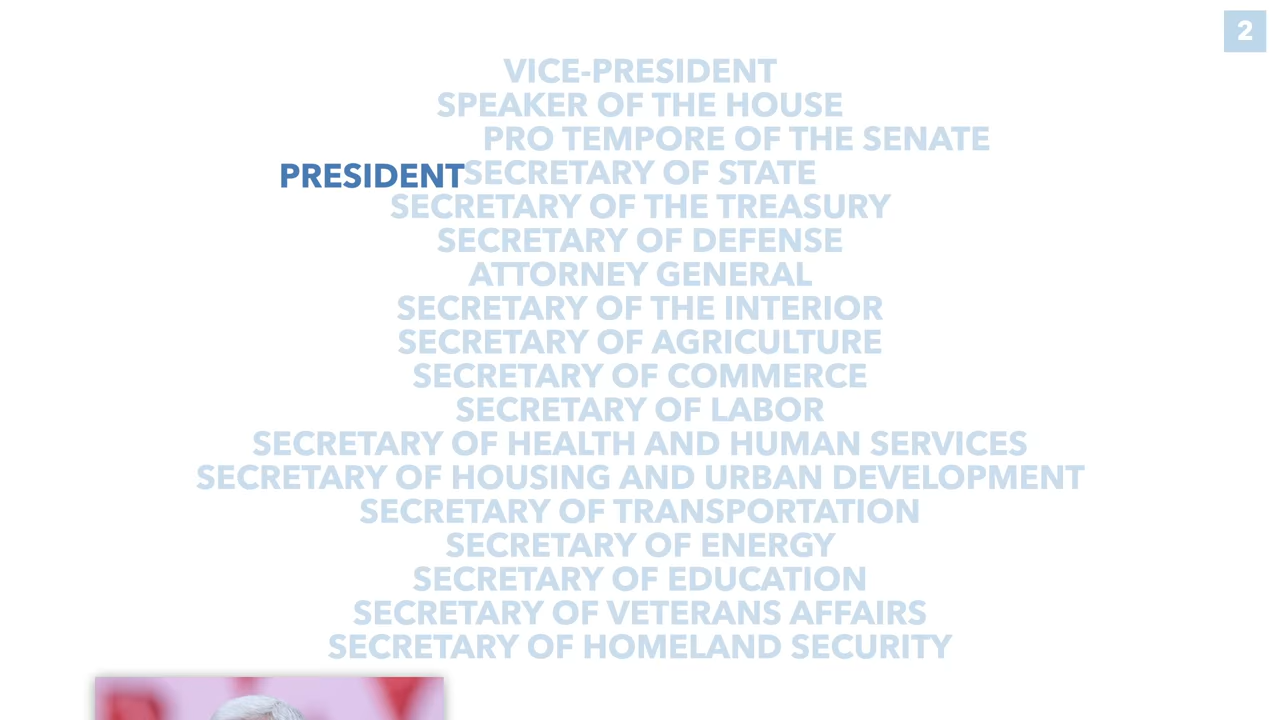 2
VICE-PRESIDENT
SPEAKER OF THE HOUSE
PRO TEMPORE OF THE SENATE
PRESIDENT
SECRETARY OF STATE
SECRETARY OF THE TREASURY
SECRETARY OF DEFENSE
ATTORNEY GENERAL
SECRETARY OF THE INTERIOR
SECRETARY OF AGRICULTURE
SECRETARY OF COMMERCE
SECRETARY OF LABOR
SECRETARY OF HEALTH AND HUMAN SERVICES
SECRETARY OF HOUSING AND URBAN DEVELOPMENT
SECRETARY OF TRANSPORTATION
SECRETARY OF ENERGY
SECRETARY OF EDUCATION
SECRETARY OF VETERANS AFFAIRS
SECRETARY OF HOMELAND SECURITY